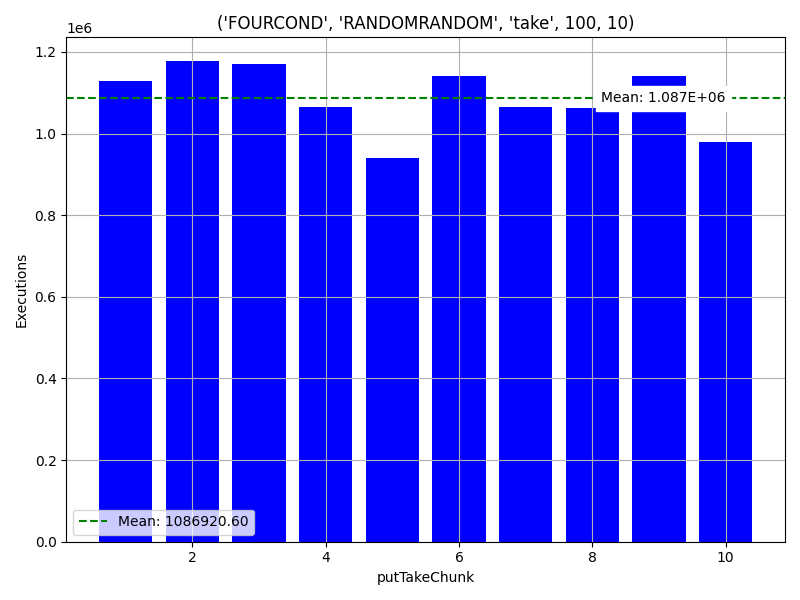 ('FOURCOND', 'RANDOMRANDOM', 'take', 100, 10)
1e6
1.2
1.0
0.8
0.6
0.4
0.2
0.0
Executions
Mean: 1.087E+06
Mean: 1086920.60
2 4 6 8 10
putTakeChunk